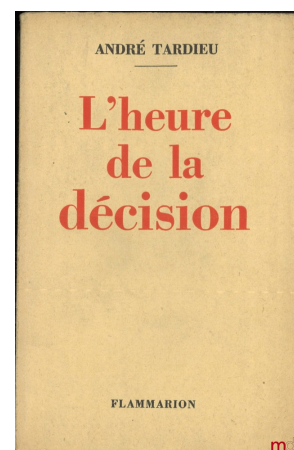 ANDRÉ TARDIEU
L'heure
de la
décision
FLAMMARION